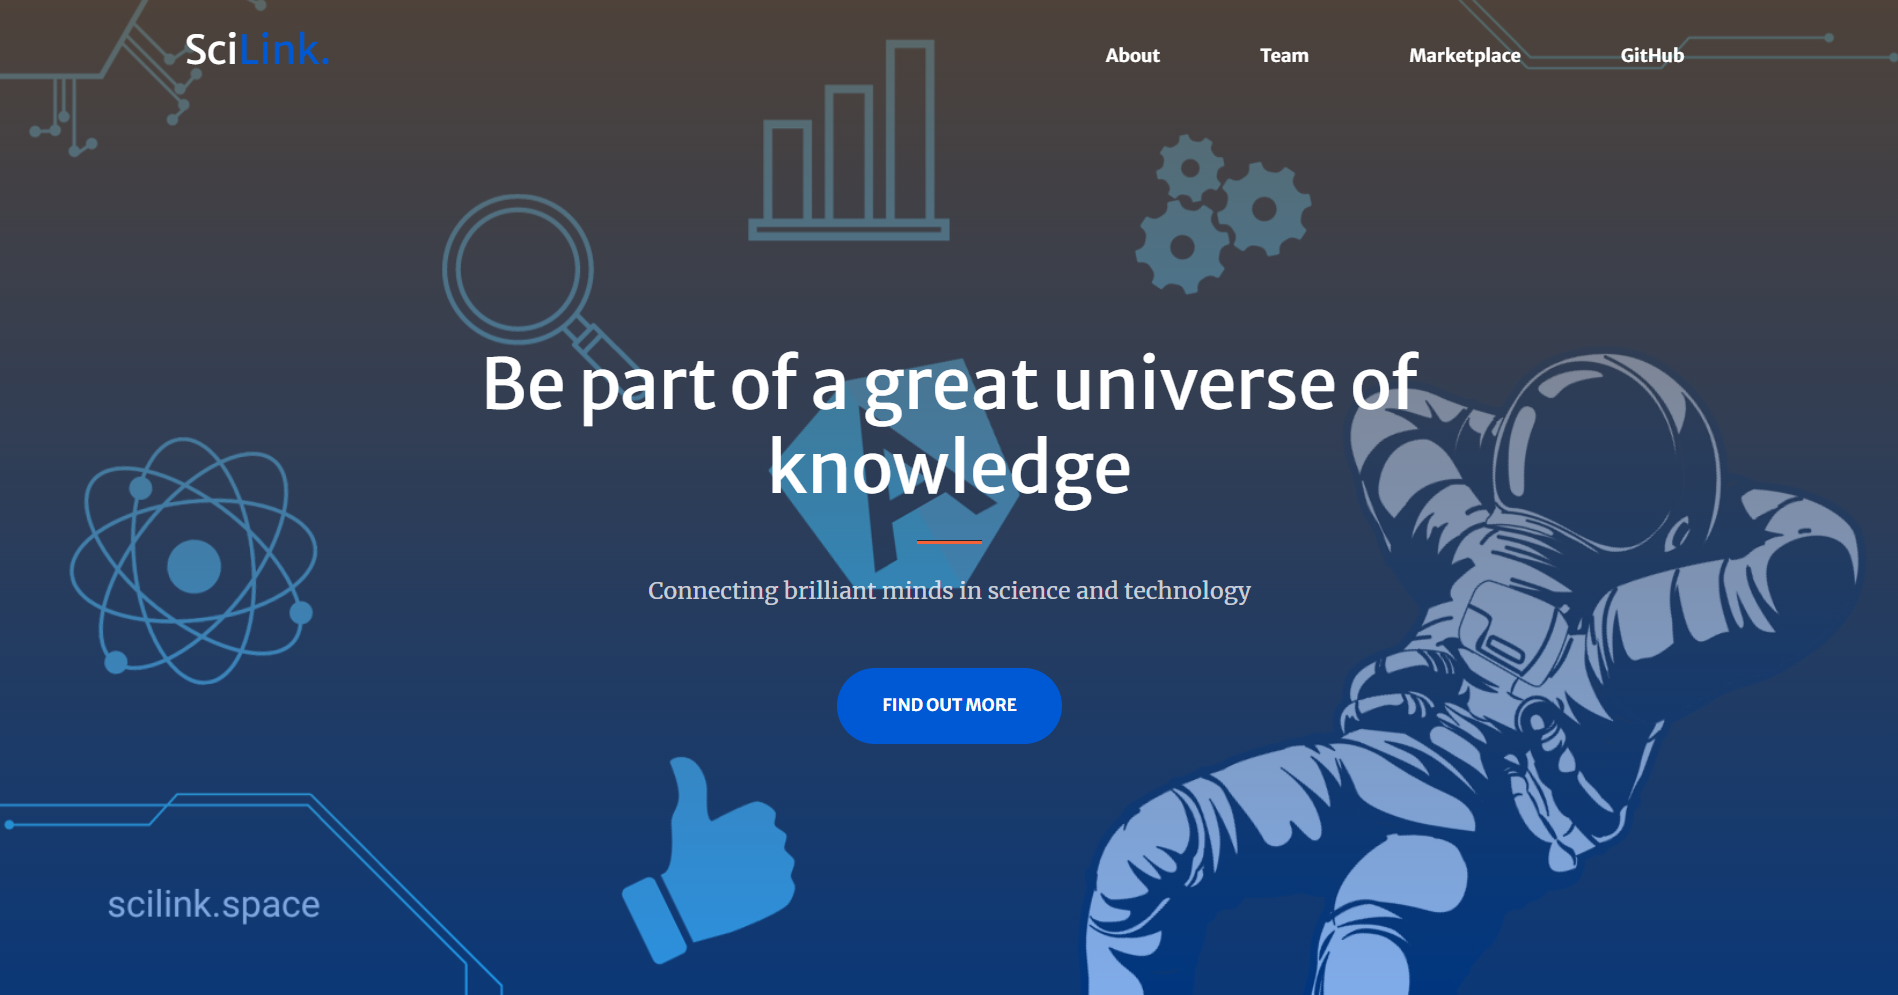 SciLink.
About Team Marketplace GitHub
Be part of a great universe of
knowledge
Connecting brilliant minds in science and technology
FIND OUT MORE
scilink.space